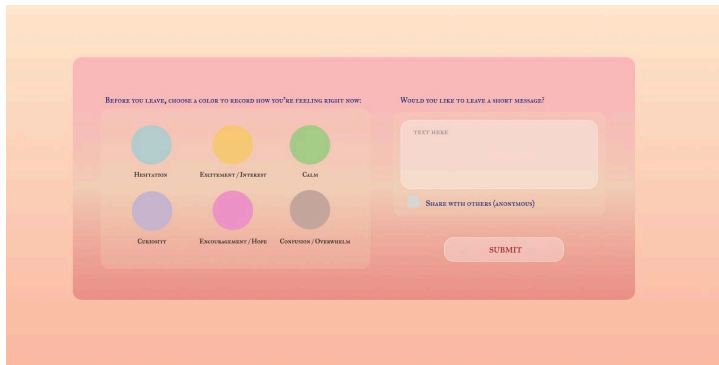 Before you leave, choose a color to record how you're feeling right now:
Hesitation
Excitement / Interest
Calm
Curiosity
Encouragement / Hope
Confusion / Overwhelm
Would you like to leave a short message?
TEXT HERE
Share with others (anonymous)
SUBMIT